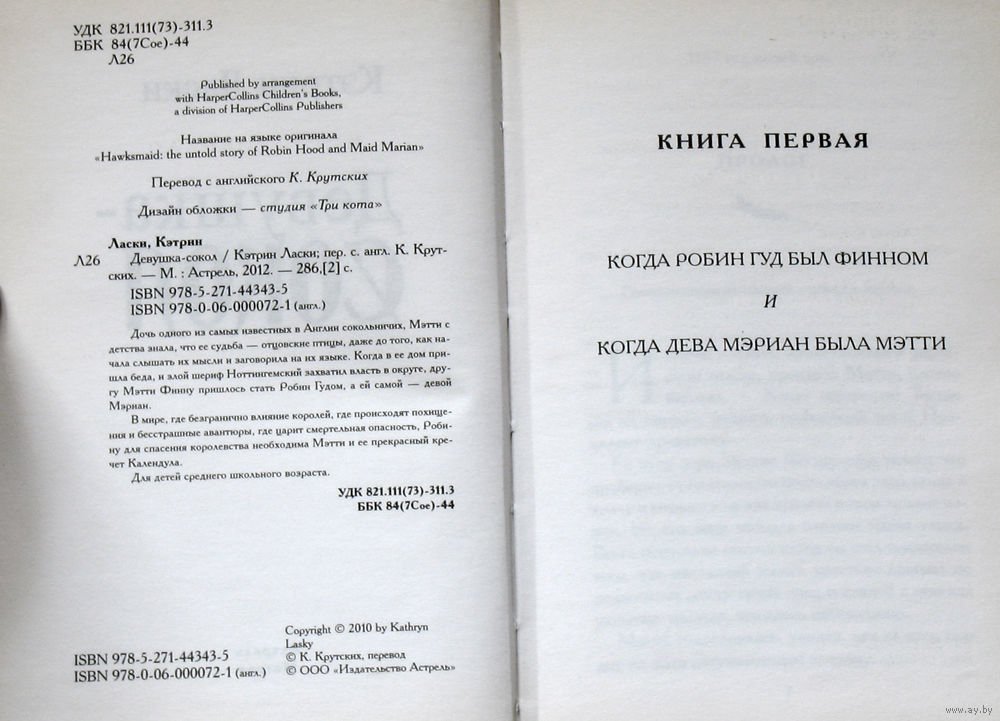 УДК 821.111(73)-311.3
ББК 84(7Сое)-44
Л26
Published by arrangement
with HarperCollins Children's Books,
a division of HarperCollins Publishers
Название на языке оригинала
«Hawksmaid: the untold story of Robin Hood and Maid Marian»
Перевод с английского К. Крутских
Дизайн обложки — студия «Три кота»
Ласки, Кэтрин
Л26 Девушка-сокол / Кэтрин Ласки; пер. с. англ. К. Крут-
ских. — М. : Астрель, 2012. — 286,[2] с.
ISBN 978-5-271-44343-5
ISBN 978-0-06-000072-1 (англ.)
Дочь одного из самых известных в Англии сокольничих, Мэтти с
детства знала, что ее судьба — отцовские птицы, даже до того, как на-
чала слышать их мысли и заговорила на их языке. Когда в ее дом при-
шла беда, и злой шериф Ноттингемский захватил власть в округе, дру-
гу Мэтти Финну пришлось стать Робин Гудом, а ей самой — девой
Мэриан.
В мире, где безгранично влияние королей, где происходят похище-
ния и бесстрашные авантюры, где царит смертельная опасность, Роби-
ну для спасения королевства необходима Мэтти и ее прекрасный кре-
чет Календула.
Для детей среднего школьного возраста.
УДК 821.111(73)-311.3
ББК 84(7Сое)-44
Copyright © 2010 by Kathryn
Lasky
© К. Крутских, перевод
© ООО «Издательство Астрель»
ISBN 978-5-271-44343-5
ISBN 978-0-06-000072-1 (англ.)
КНИГА ПЕРВАЯ
КОГДА РОБИН ГУД БЫЛ ФИННОМ
И
КОГДА ДЕВА МЭРИАН БЫЛА МЭТТИ
www.ay.by